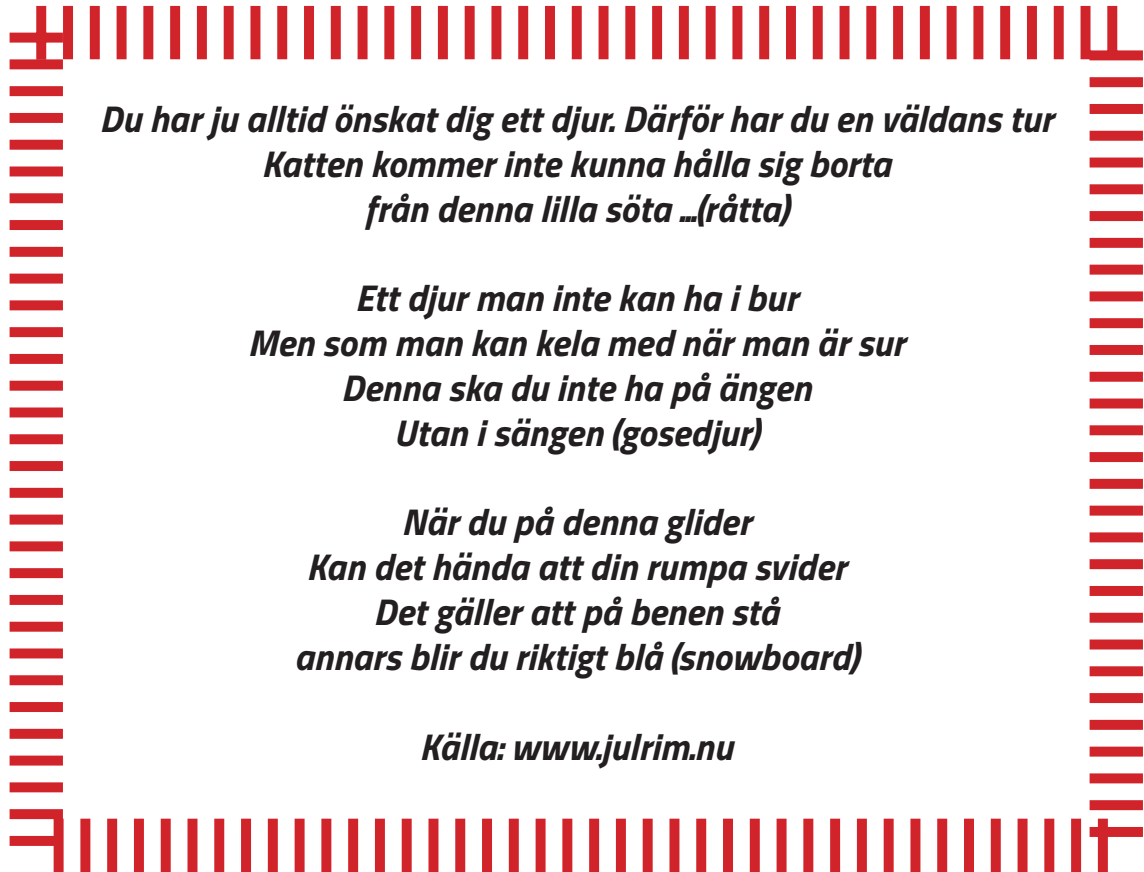 Du har ju alltid önskat dig ett djur. Därför har du en väldans tur
Katten kommer inte kunna hålla sig borta
från denna lilla söta ...(råtta)
Ett djur man inte kan ha i bur
Men som man kan kela med när man är sur
Denna ska du inte ha på ängen
Utan i sängen (gosedjur)
När du på denna glider
Kan det hända att din rumpa svider
Det gäller att på benen stå
annars blir du riktigt blå (snowboard)
Källa: www.julrim.nu